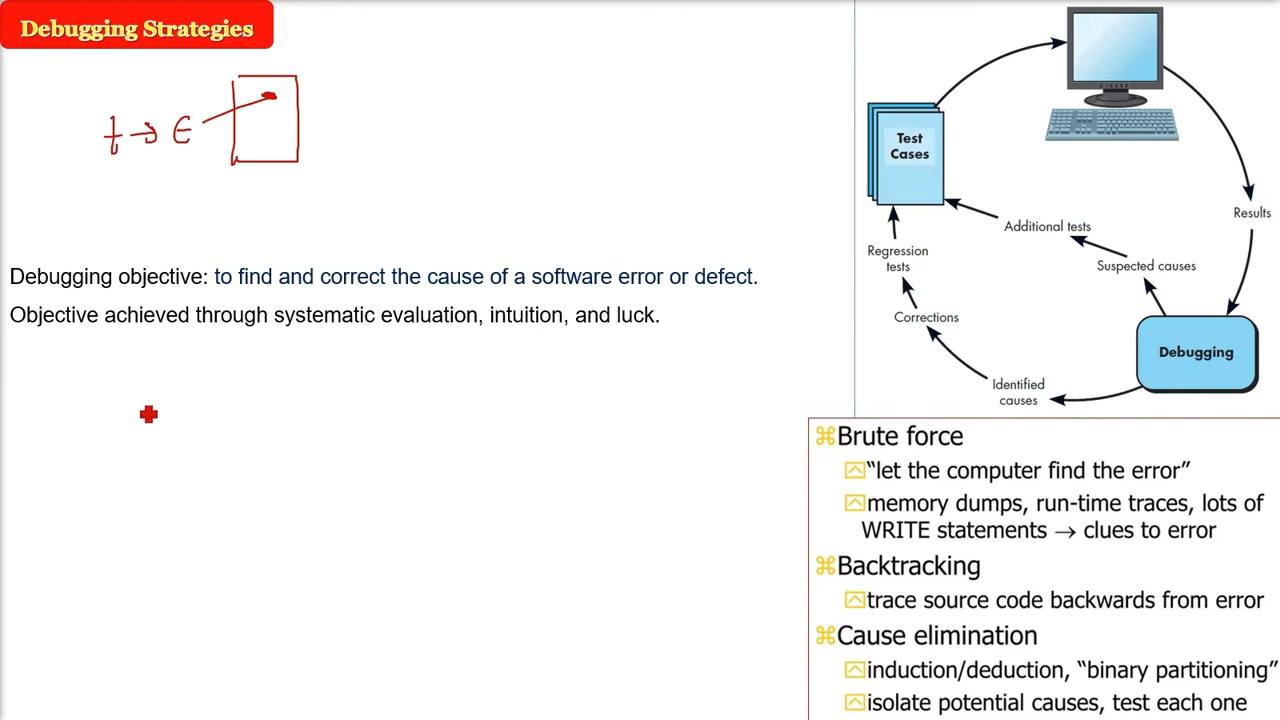 Debugging Strategies
t → E
Debugging objective: to find and correct the cause of a software error or defect.
Objective achieved through systematic evaluation, intuition, and luck.
Test
Cases
Results
Additional tests
Suspected causes
Regression
tests
Corrections
Identified
causes
Debugging
Brute force
“let the computer find the error”
memory dumps, run-time traces, lots of
WRITE statements → clues to error
Backtracking
trace source code backwards from error
Cause elimination
induction/deduction, “binary partitioning”
isolate potential causes, test each one